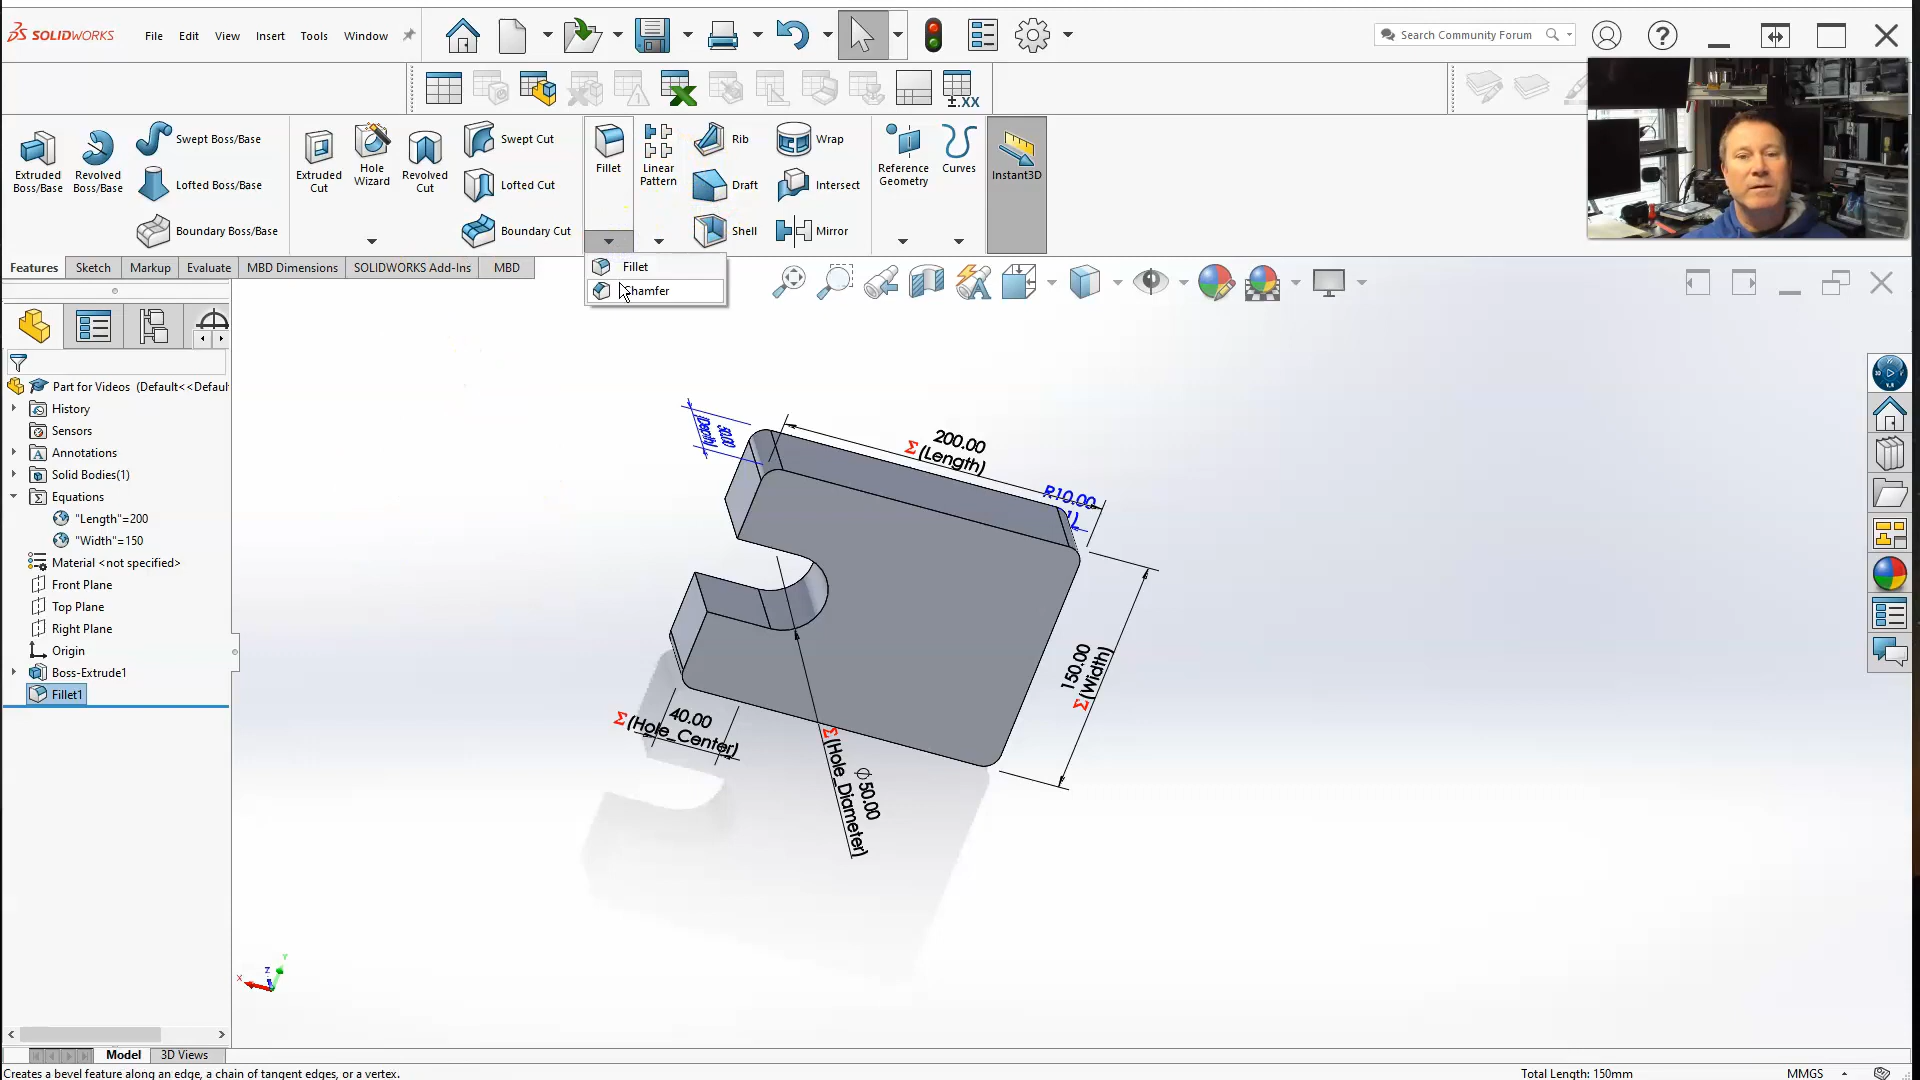 SOLIDWORKS
File Edit View Insert Tools Window
Search Community Forum
.XX
Extruded Boss/Base
Revolved Boss/Base
Swept Boss/Base
Lofted Boss/Base
Boundary Boss/Base
Extruded Cut
Hole Wizard
Revolved Cut
Swept Cut
Lofted Cut
Boundary Cut
Fillet
Linear Pattern
Rib
Draft
Shell
Wrap
Intersect
Mirror
Reference Geometry
Curves
Instant3D
Features Sketch Markup Evaluate MBD Dimensions SOLIDWORKS Add-Ins MBD
Fillet
Chamfer
Part for Videos (Default<<Defaul
History
Sensors
Annotations
Solid Bodies(1)
Equations
"Length"=200
"Width"=150
Material <not specified>
Front Plane
Top Plane
Right Plane
Origin
Boss-Extrude1
Fillet1
50.00
200.00
Σ(Length)
R10.00
150.00
Σ(Width)
40.00
Σ(Hole_Center)
Ø50.00
Σ(Hole_Diameter)
X Z Y
Model 3D Views
Creates a bevel feature along an edge, a chain of tangent edges, or a vertex.
Total Length: 150mm
MMGS